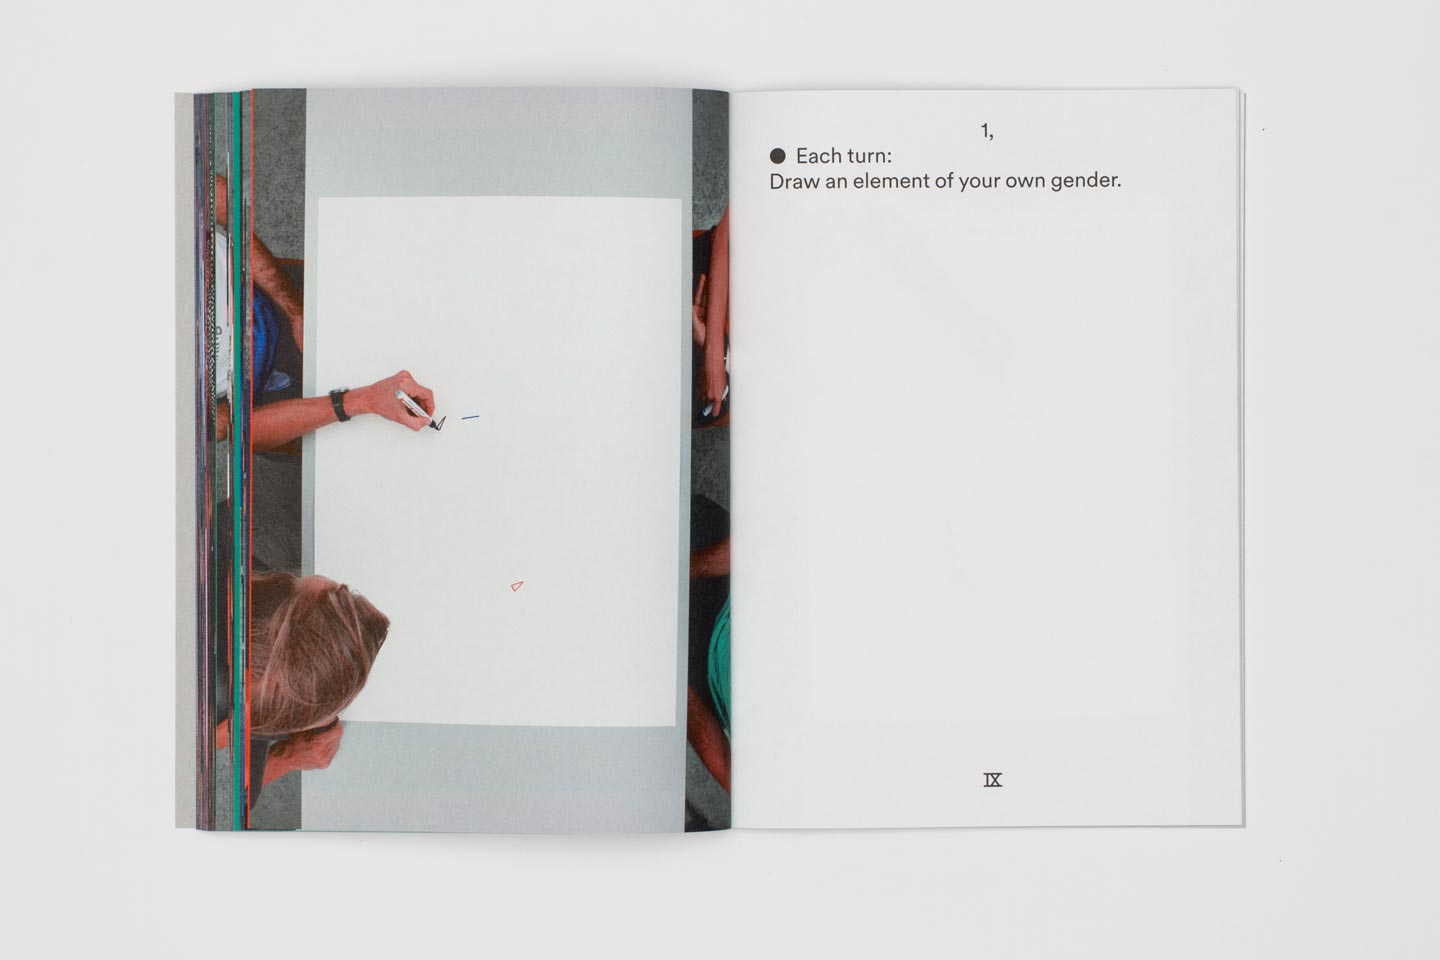 1,
● Each turn:
Draw an element of your own gender.
IX